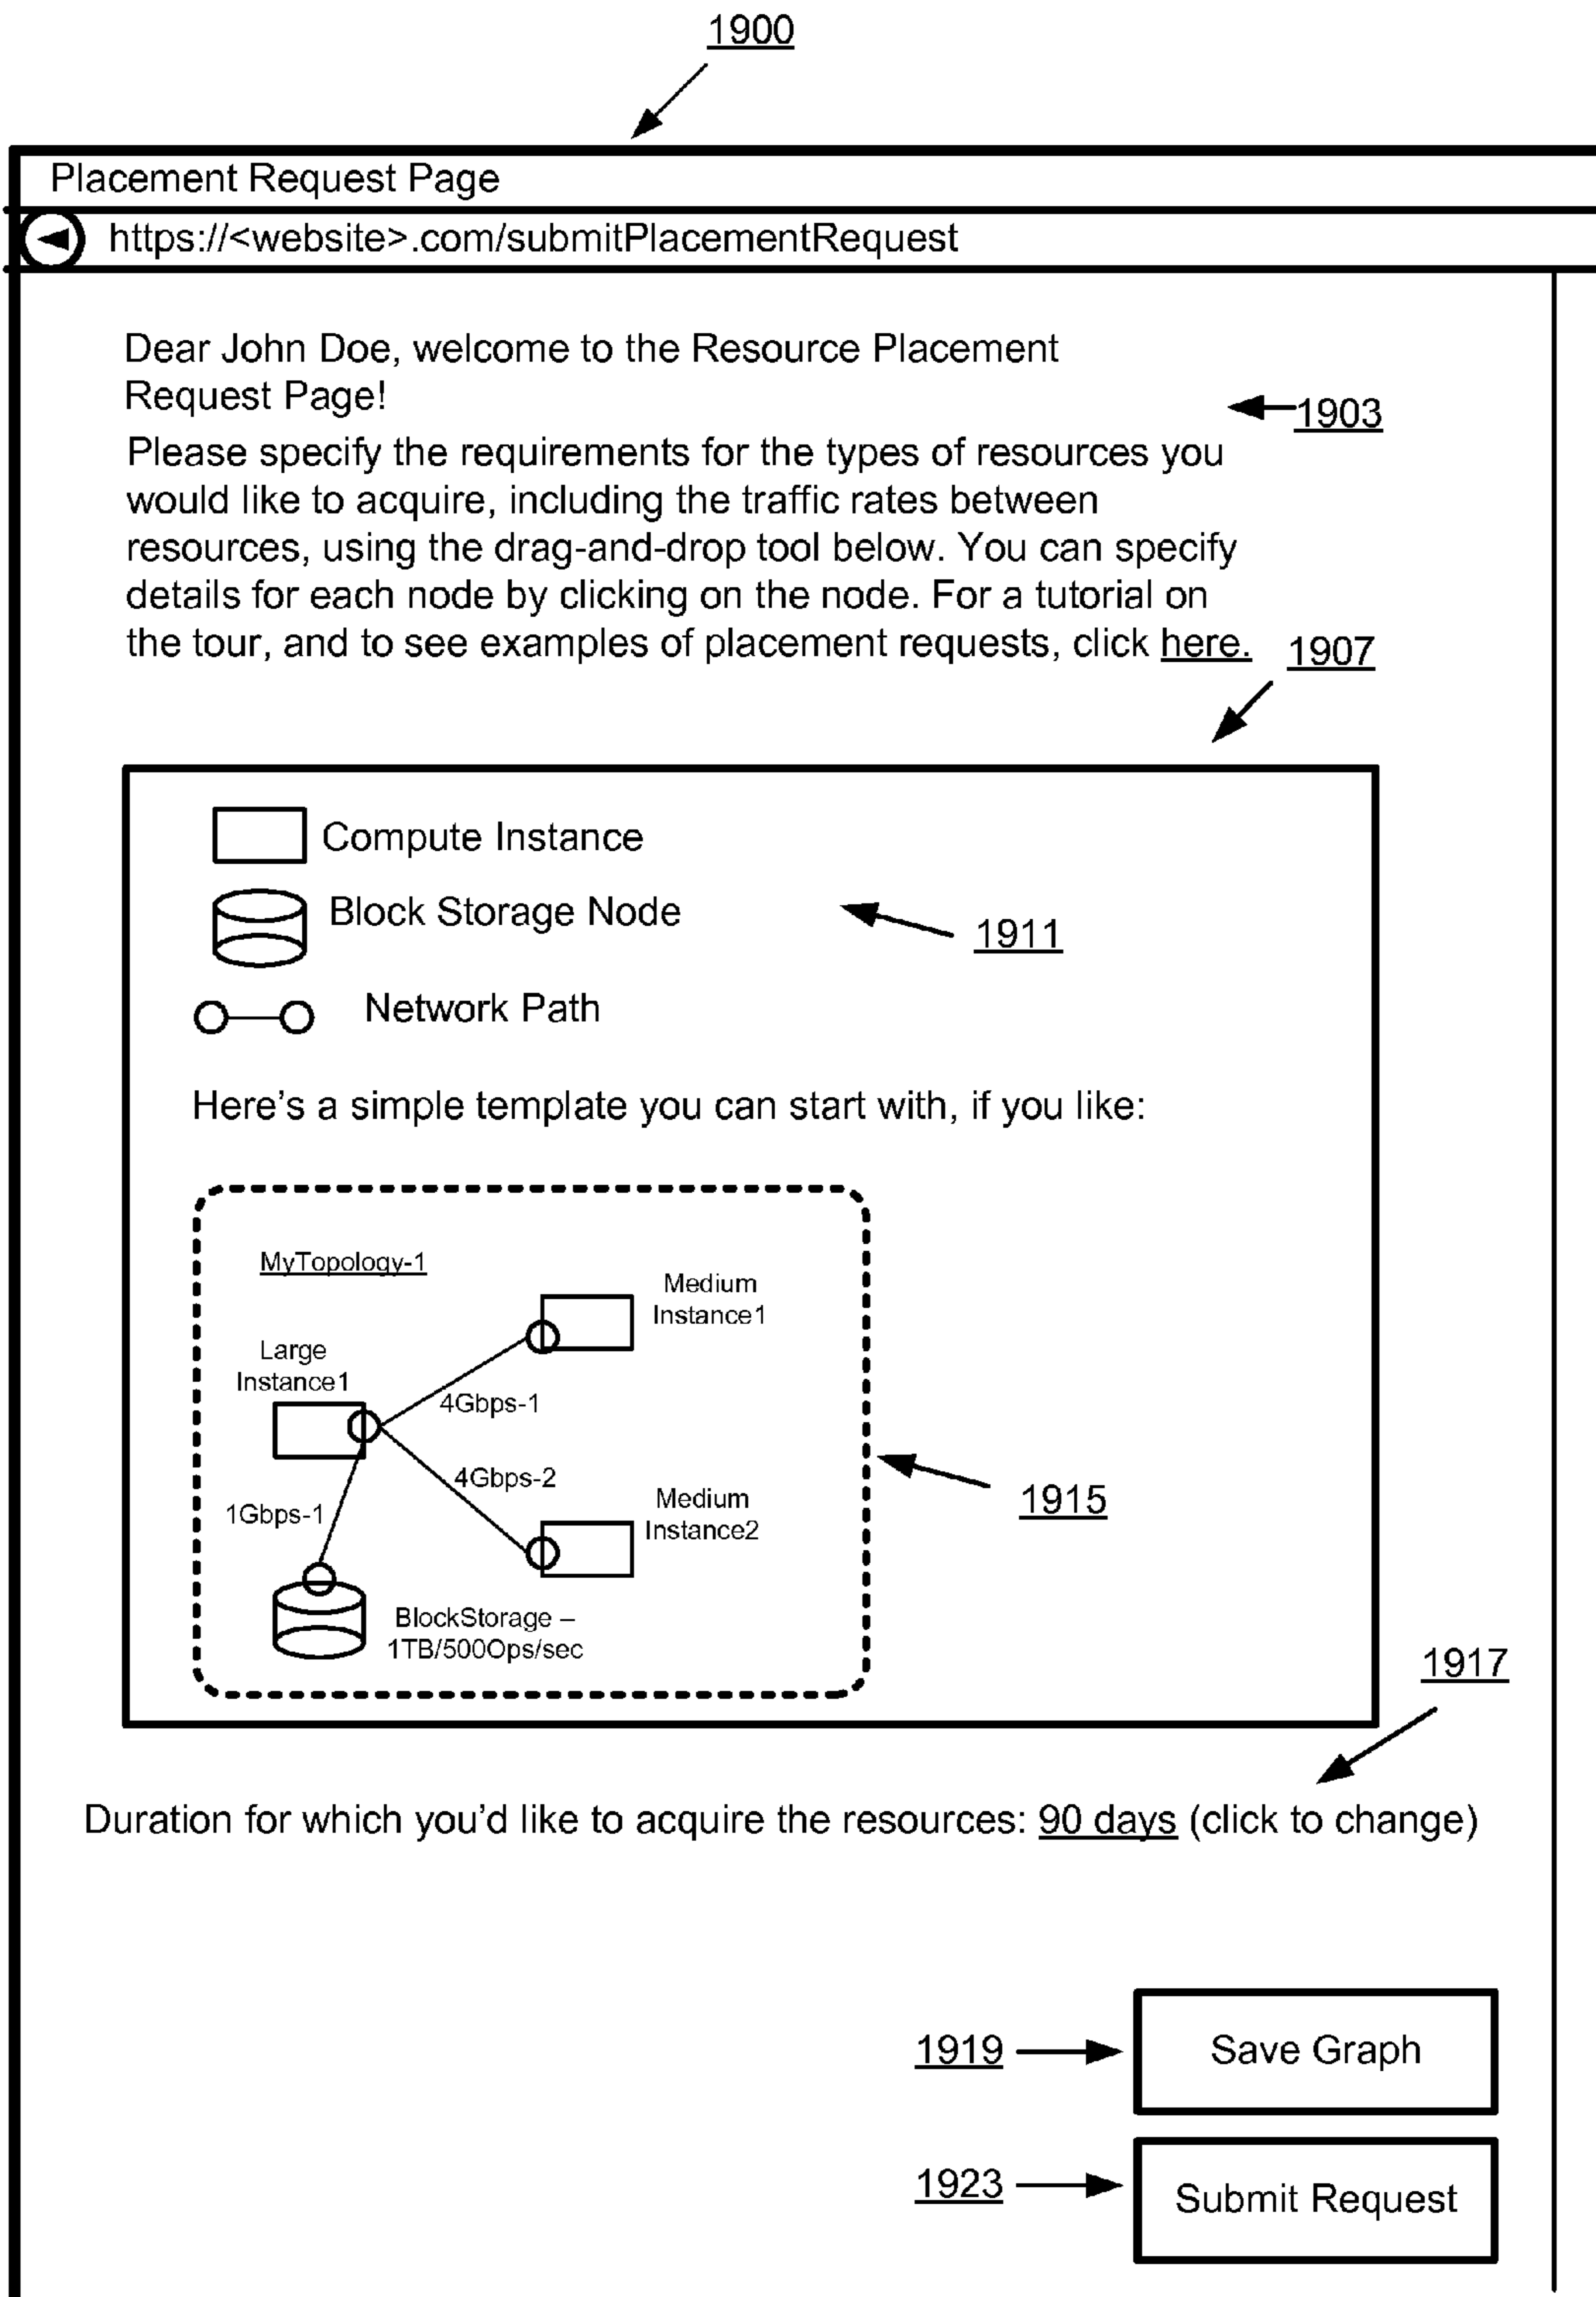 1900
Placement Request Page
https://<website>.com/submitPlacementRequest
Dear John Doe, welcome to the Resource Placement
Request Page!
1903
Please specify the requirements for the types of resources you
would like to acquire, including the traffic rates between
resources, using the drag-and-drop tool below. You can specify
details for each node by clicking on the node. For a tutorial on
the tour, and to see examples of placement requests, click here.
1907
Compute Instance
Block Storage Node
1911
Network Path
Here's a simple template you can start with, if you like:
MyTopology-1
Medium
Instance1
Large
Instance1
4Gbps-1
4Gbps-2
1Gbps-1
Medium
Instance2
1915
BlockStorage –
1TB/500Ops/sec
1917
Duration for which you'd like to acquire the resources: 90 days (click to change)
1919
Save Graph
1923
Submit Request